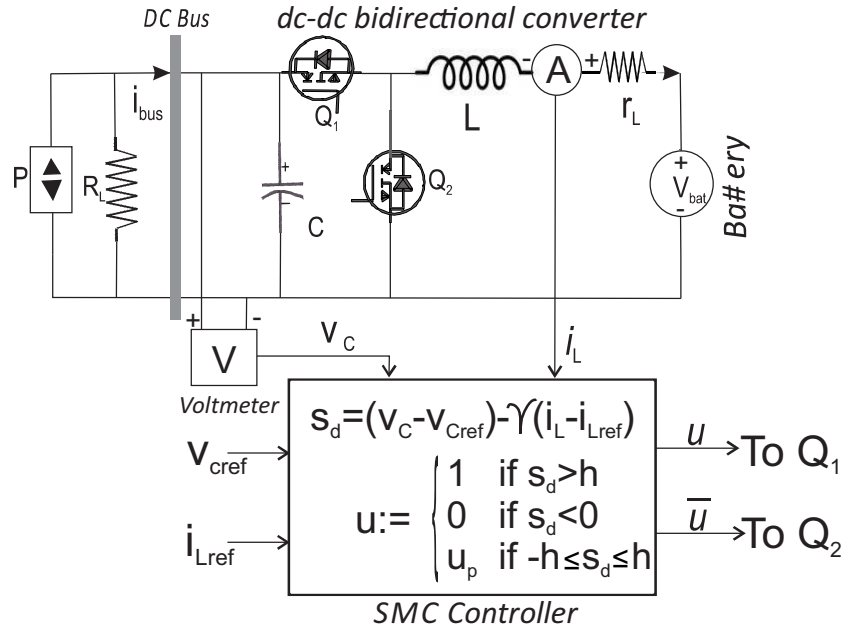 DC Bus
dc-dc bidirectional converter
i_bus
Q_1
- A +
L
r_L
P
R_L
+
-
C
Q_2
+
V_bat
-
Ba# ery
+ -
V
v_C
Voltmeter
i_L
s_d=(v_C-v_Cref)-γ(i_L-i_Lref)
v_cref
u:= { 1 if s_d>h
0 if s_d<0
u_p if -h≤s_d≤h
i_Lref
u
To Q_1
u̅
To Q_2
SMC Controller